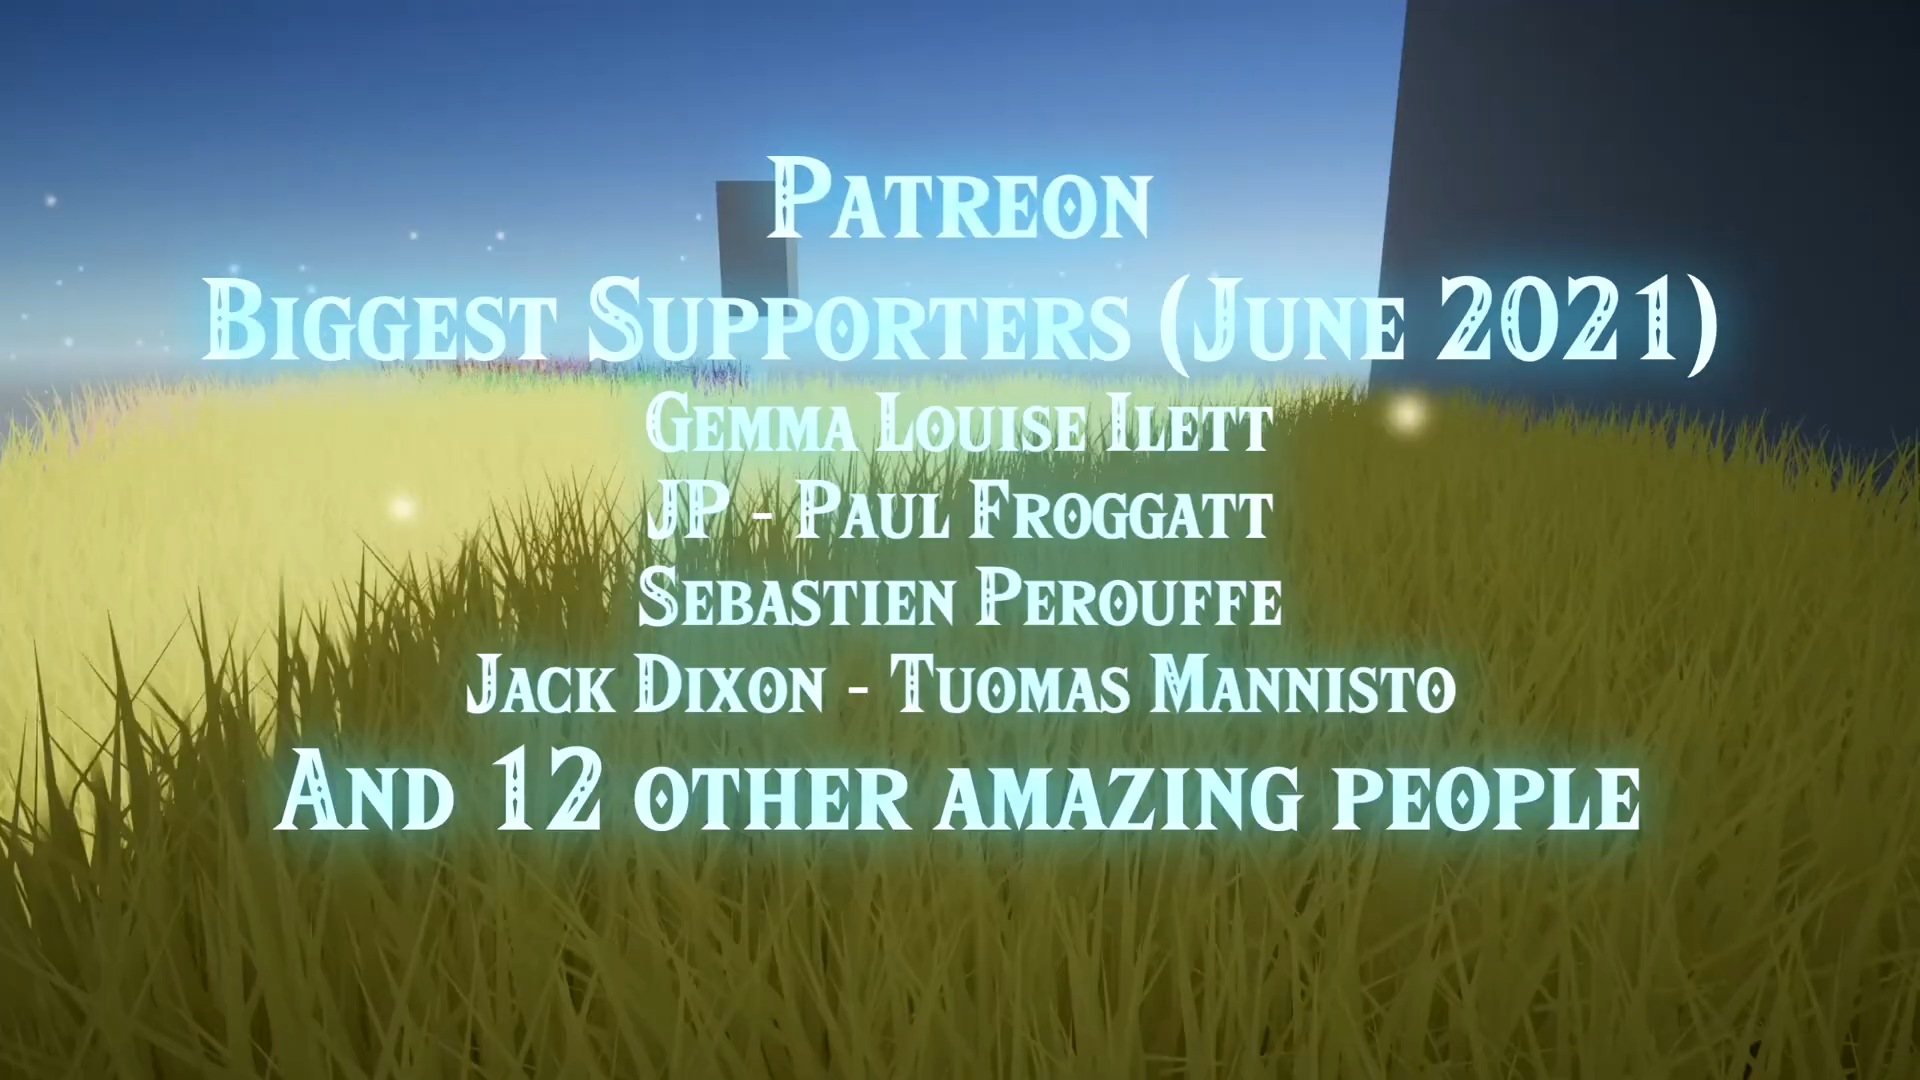 Patreon
Biggest Supporters (June 2021)
Gemma Louise Ilett
JP - Paul Froggatt
Sebastien Perouffe
Jack Dixon - Tuomas Mannisto
And 12 other amazing people